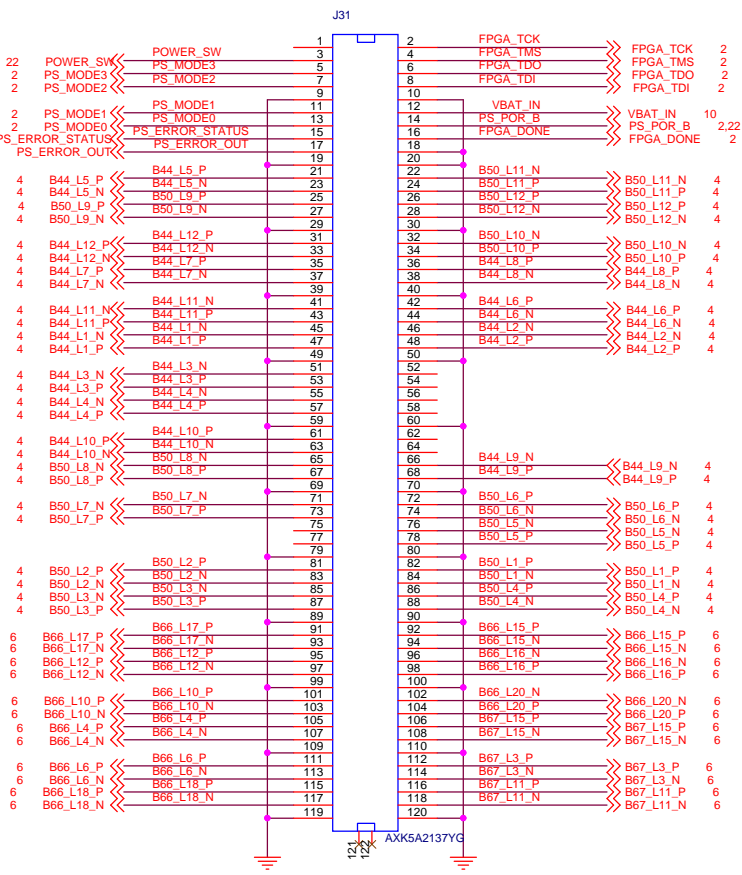 J31
1 2 FPGA_TCK FPGA_TCK 2
22 POWER_SW POWER_SW 3 4 FPGA_TMS FPGA_TMS 2
2 PS_MODE3 PS_MODE3 5 6 FPGA_TDO FPGA_TDO 2
2 PS_MODE2 PS_MODE2 7 8 FPGA_TDI FPGA_TDI 2
9 10
2 PS_MODE1 PS_MODE1 11 12 VBAT_IN VBAT_IN 10
2 PS_MODE0 PS_MODE0 13 14 PS_POR_B PS_POR_B 2,22
PS_ERROR_STATUS PS_ERROR_STATUS 15 16 FPGA_DONE FPGA_DONE 2
PS_ERROR_OUT PS_ERROR_OUT 17 18
19 20
4 B44_L5_P B44_L5_P 21 22 B50_L11_N B50_L11_N 4
4 B44_L5_N B44_L5_N 23 24 B50_L11_P B50_L11_P 4
4 B50_L9_P B50_L9_P 25 26 B50_L12_P B50_L12_P 4
4 B50_L9_N B50_L9_N 27 28 B50_L12_N B50_L12_N 4
29 30
4 B44_L12_P B44_L12_P 31 32 B50_L10_N B50_L10_N 4
4 B44_L12_N B44_L12_N 33 34 B50_L10_P B50_L10_P 4
4 B44_L7_P B44_L7_P 35 36 B44_L8_P B44_L8_P 4
4 B44_L7_N B44_L7_N 37 38 B44_L8_N B44_L8_N 4
39 40
4 B44_L11_N B44_L11_N 41 42 B44_L6_P B44_L6_P 4
4 B44_L11_P B44_L11_P 43 44 B44_L6_N B44_L6_N 4
4 B44_L1_N B44_L1_N 45 46 B44_L2_N B44_L2_N 4
4 B44_L1_P B44_L1_P 47 48 B44_L2_P B44_L2_P 4
49 50
4 B44_L3_N B44_L3_N 51 52
4 B44_L3_P B44_L3_P 53 54
4 B44_L4_N B44_L4_N 55 56
4 B44_L4_P B44_L4_P 57 58
59 60
4 B44_L10_P B44_L10_P 61 62
4 B44_L10_N B44_L10_N 63 64
4 B50_L8_N B50_L8_N 65 66 B44_L9_N B44_L9_N 4
4 B50_L8_P B50_L8_P 67 68 B44_L9_P B44_L9_P 4
69 70
4 B50_L7_N B50_L7_N 71 72 B50_L6_P B50_L6_P 4
4 B50_L7_P B50_L7_P 73 74 B50_L6_N B50_L6_N 4
75 76 B50_L5_N B50_L5_N 4
77 78 B50_L5_P B50_L5_P 4
79 80
4 B50_L2_P B50_L2_P 81 82 B50_L1_P B50_L1_P 4
4 B50_L2_N B50_L2_N 83 84 B50_L1_N B50_L1_N 4
4 B50_L3_N B50_L3_N 85 86 B50_L4_P B50_L4_P 4
4 B50_L3_P B50_L3_P 87 88 B50_L4_N B50_L4_N 4
89 90
6 B66_L17_P B66_L17_P 91 92 B66_L15_P B66_L15_P 6
6 B66_L17_N B66_L17_N 93 94 B66_L15_N B66_L15_N 6
6 B66_L12_P B66_L12_P 95 96 B66_L16_N B66_L16_N 6
6 B66_L12_N B66_L12_N 97 98 B66_L16_P B66_L16_P 6
99 100
6 B66_L10_P B66_L10_P 101 102 B66_L20_N B66_L20_N 6
6 B66_L10_N B66_L10_N 103 104 B66_L20_P B66_L20_P 6
6 B66_L4_P B66_L4_P 105 106 B67_L15_P B67_L15_P 6
6 B66_L4_N B66_L4_N 107 108 B67_L15_N B67_L15_N 6
109 110
6 B66_L6_P B66_L6_P 111 112 B67_L3_P B67_L3_P 6
6 B66_L6_N B66_L6_N 113 114 B67_L3_N B67_L3_N 6
6 B66_L18_P B66_L18_P 115 116 B67_L11_P B67_L11_P 6
6 B66_L18_N B66_L18_N 117 118 B67_L11_N B67_L11_N 6
119 120
121 122 AXK5A2137YG